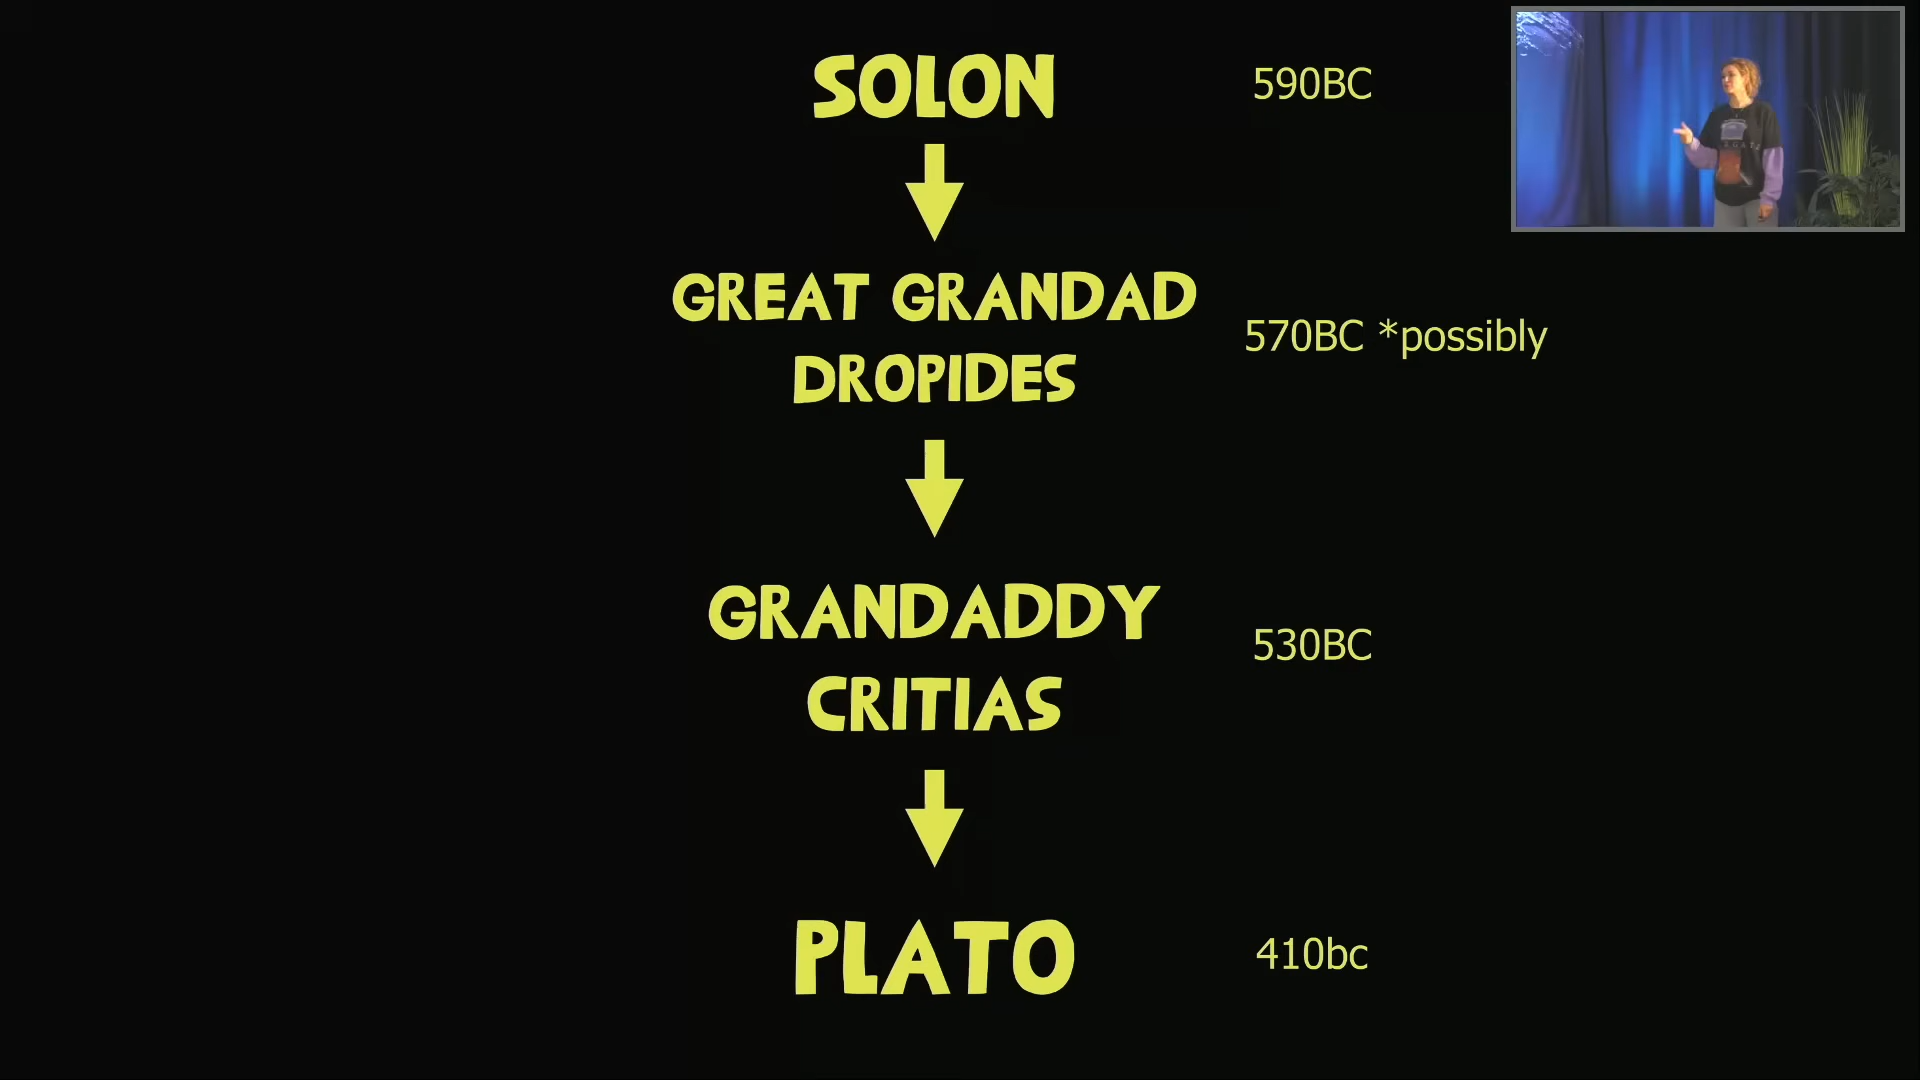 SOLON
590BC
GREAT GRANDAD
DROPIDES
570BC *possibly
GRANDADDY
CRITIAS
530BC
PLATO
410bc